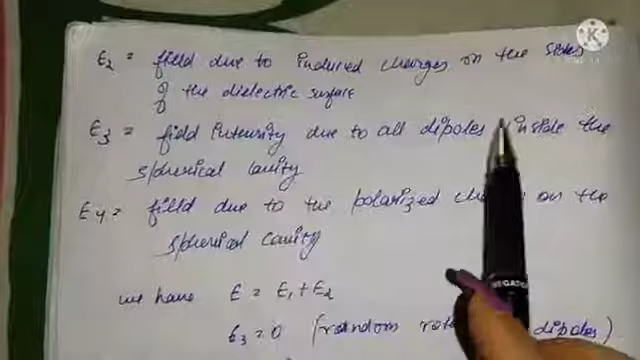 E2 = field due to induced charges on the sides
of the dielectric surface
E3 = field intensity due to all dipoles inside the
spherical cavity
E4 = field due to the polarized on the
spherical cavity
we have E = E1 + E2
E3 = 0 (random dipoles)
K
NEGATION